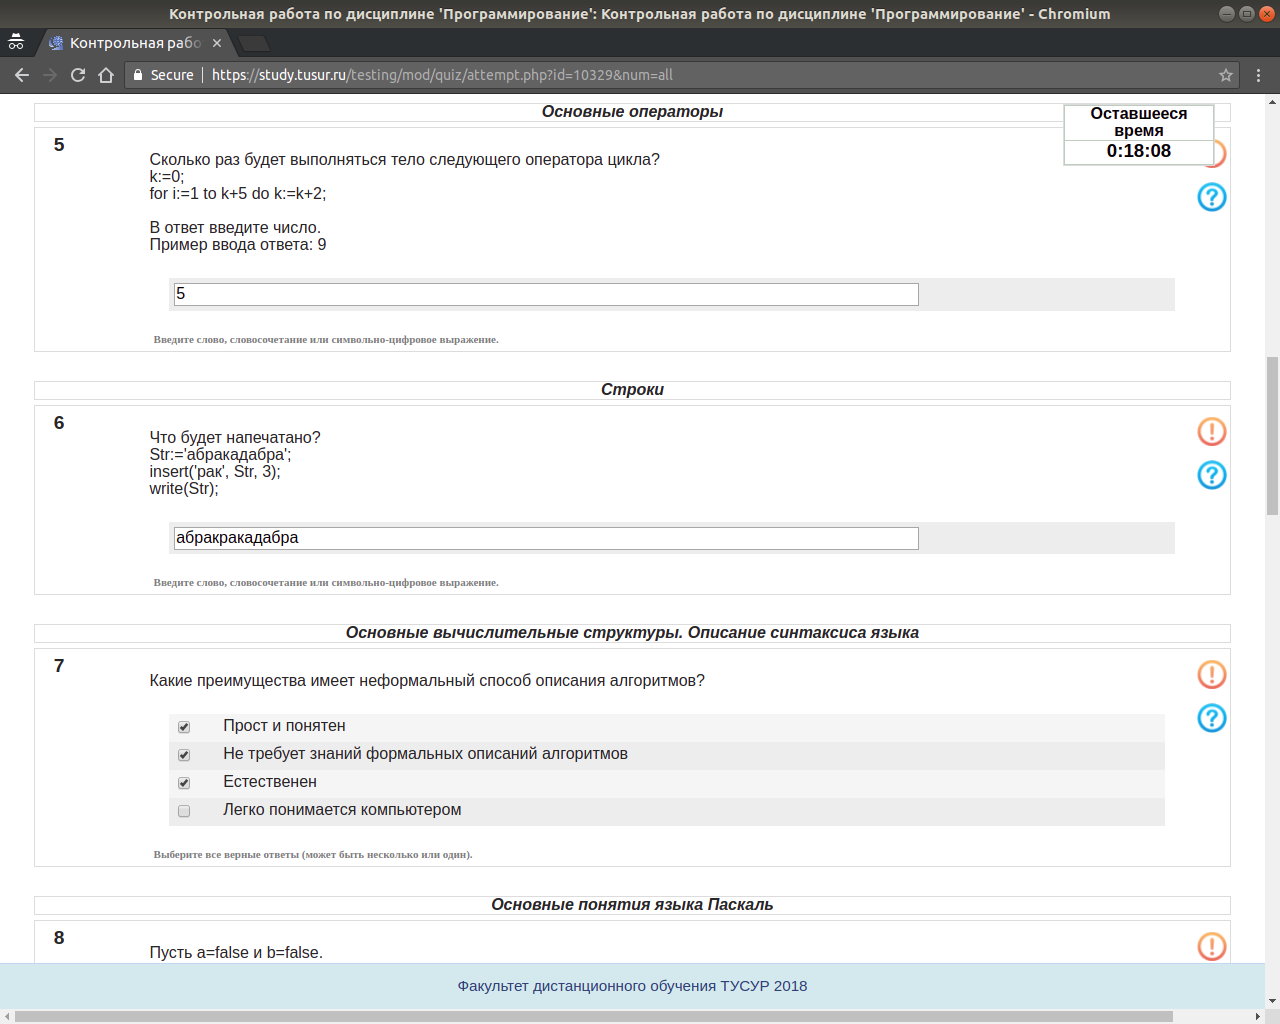 Контрольная работа по дисциплине 'Программирование': Контрольная работа по дисциплине 'Программирование' - Chromium
Контрольная рабо
Secure https://study.tusur.ru/testing/mod/quiz/attempt.php?id=10329&num=all
Основные операторы
Оставшееся
время
0:18:08
5
Сколько раз будет выполняться тело следующего оператора цикла?
k:=0;
for i:=1 to k+5 do k:=k+2;
В ответ введите число.
Пример ввода ответа: 9
5
Введите слово, словосочетание или символьно-цифровое выражение.
Строки
6
Что будет напечатано?
Str:='абракадабра';
insert('рак', Str, 3);
write(Str);
абракракадабра
Введите слово, словосочетание или символьно-цифровое выражение.
Основные вычислительные структуры. Описание синтаксиса языка
7
Какие преимущества имеет неформальный способ описания алгоритмов?
Прост и понятен
Не требует знаний формальных описаний алгоритмов
Естественен
Легко понимается компьютером
Выберите все верные ответы (может быть несколько или один).
Основные понятия языка Паскаль
8
Пусть a=false и b=false.
Факультет дистанционного обучения ТУСУР 2018